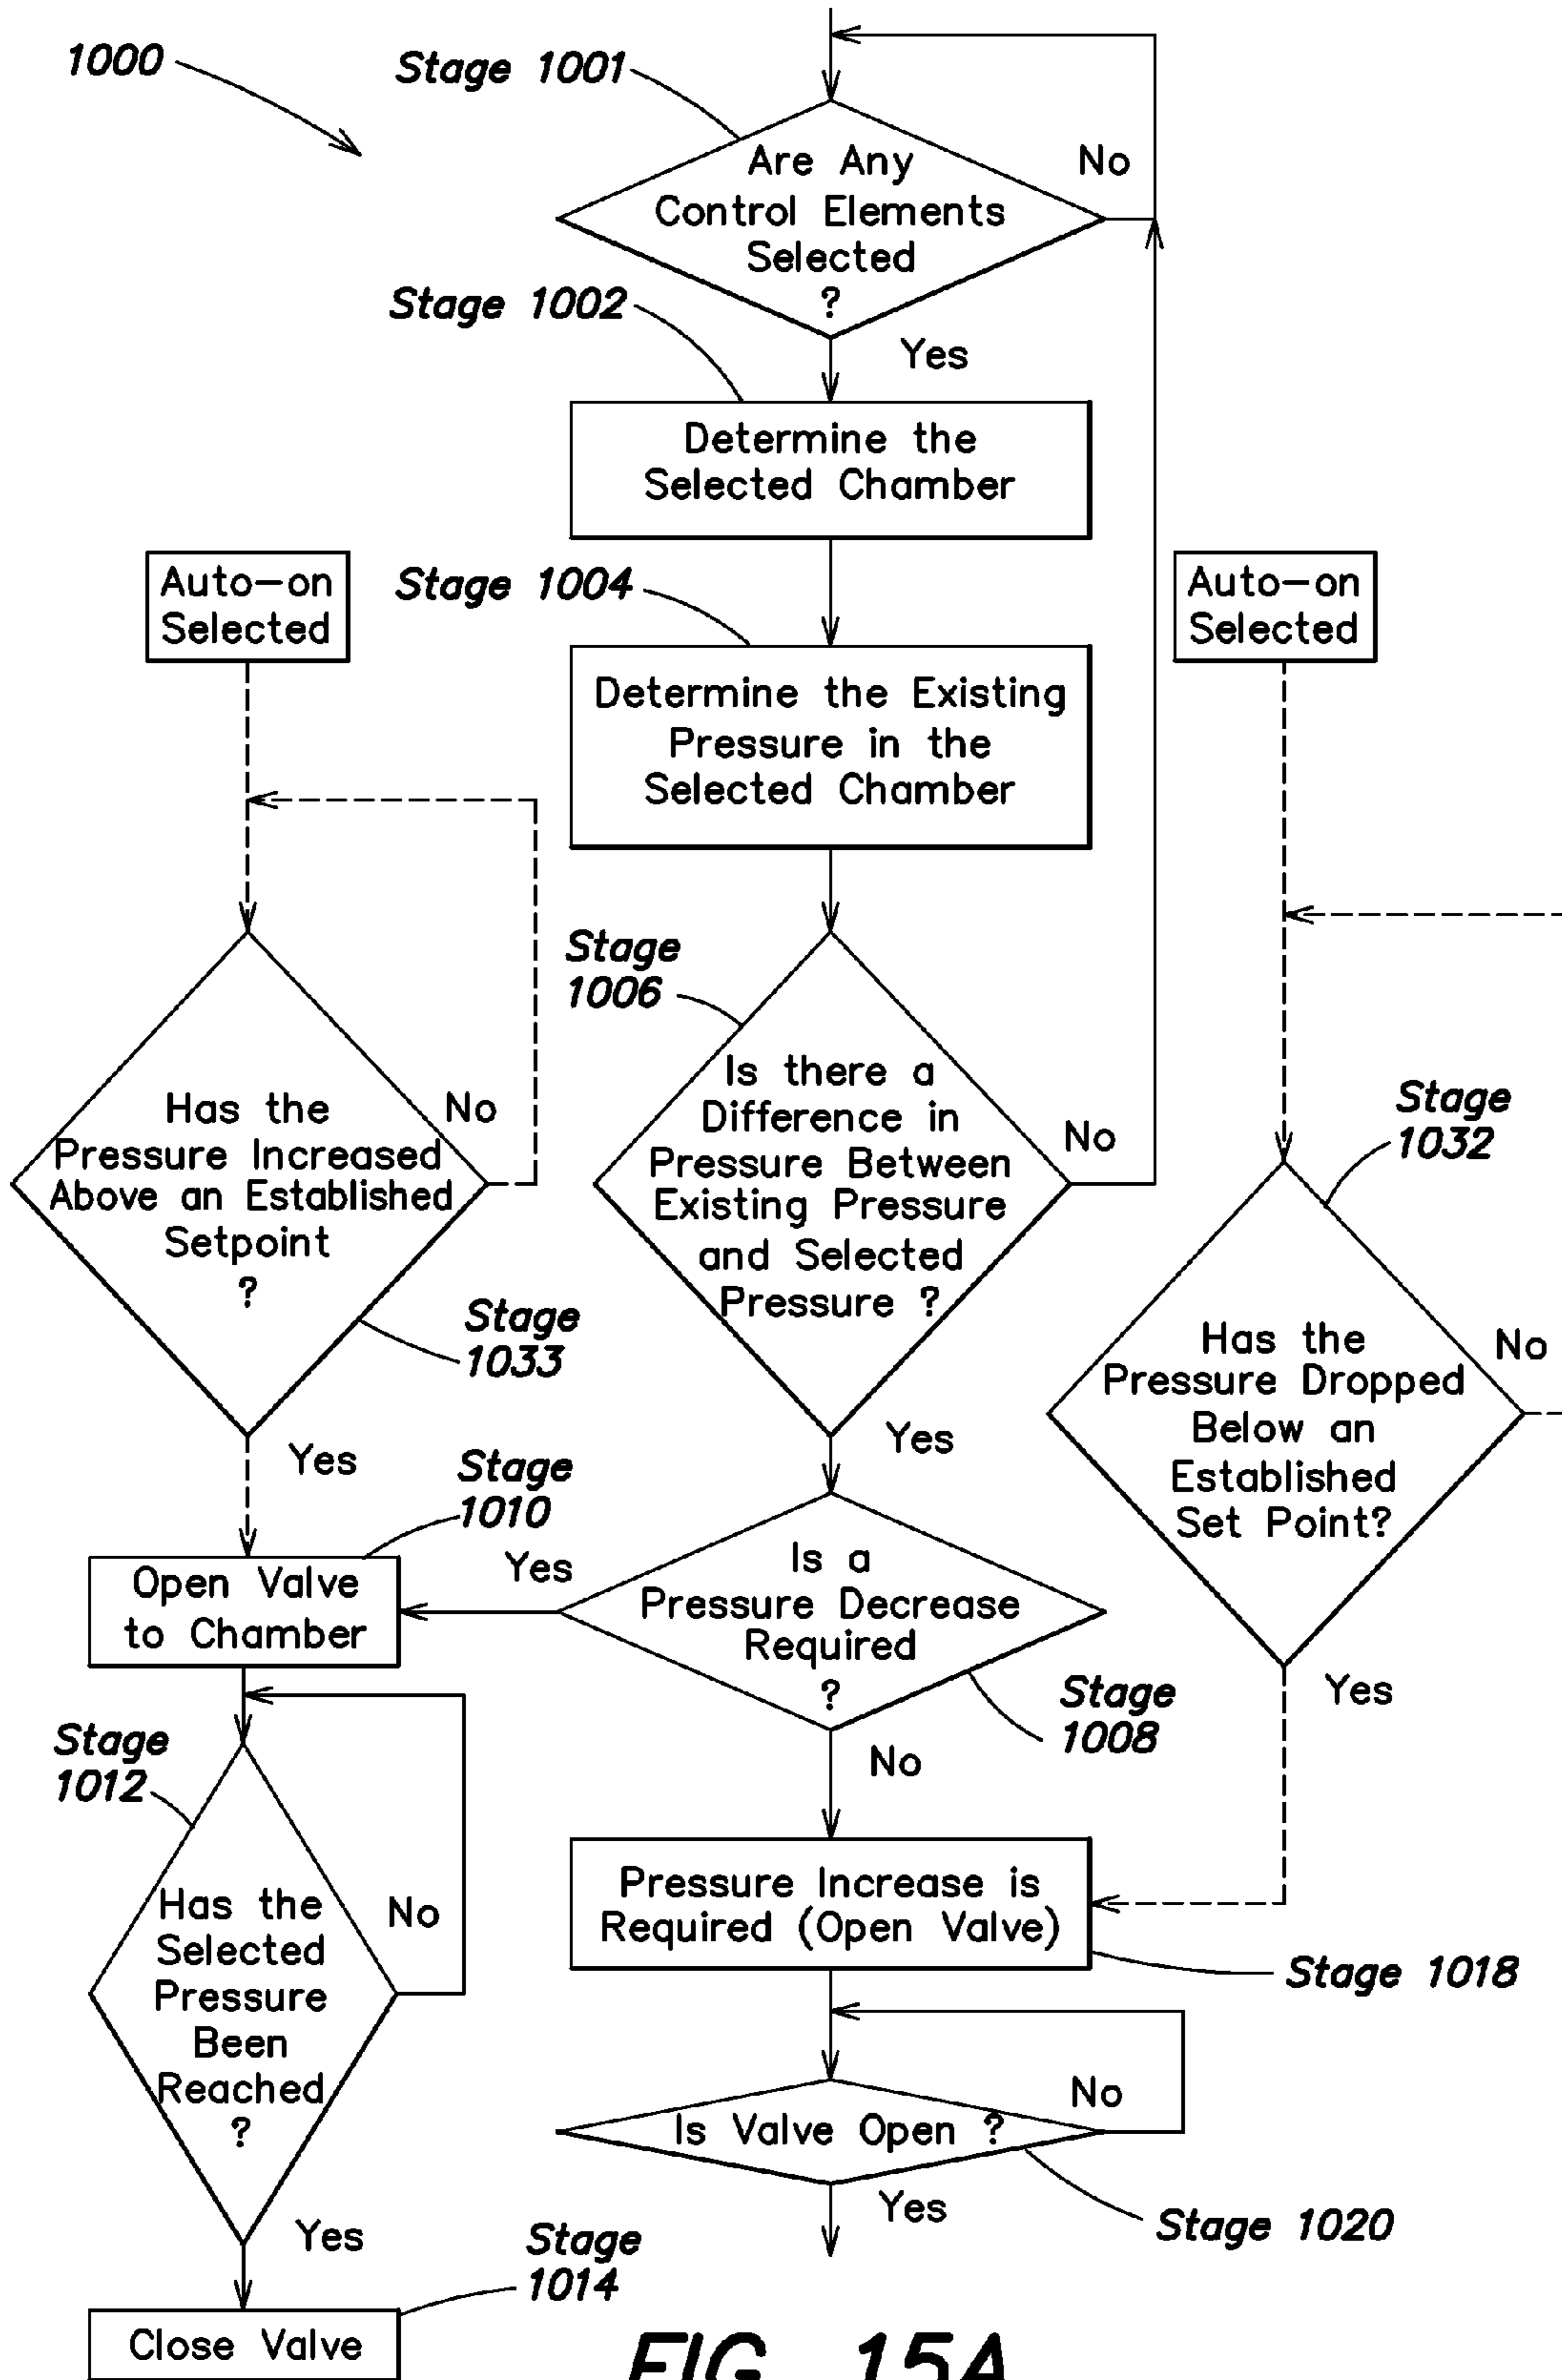 1000
Stage 1001
Are Any
Control Elements
Selected
?
No
Stage 1002
Yes
Determine the
Selected Chamber
Auto-on
Selected
Stage 1004
Auto-on
Selected
Determine the Existing
Pressure in the
Selected Chamber
Stage
1006
Is there a
Difference in
Pressure Between
Existing Pressure
and Selected
Pressure ?
No
Has the
Pressure Increased
Above an Established
Setpoint
?
No
Stage
1033
Stage
1032
Has the
Pressure Dropped
Below an
Established
Set Point?
No
Yes
Yes
Stage
1010
Open Valve
to Chamber
Yes
Is a
Pressure Decrease
Required
?
Stage
1008
Yes
No
Stage
1012
Has the
Selected
Pressure
Been
Reached
?
No
Pressure Increase is
Required (Open Valve)
Stage 1018
Is Valve Open ?
No
Yes
Stage 1020
Yes
Stage
1014
Close Valve
FIG. 15A